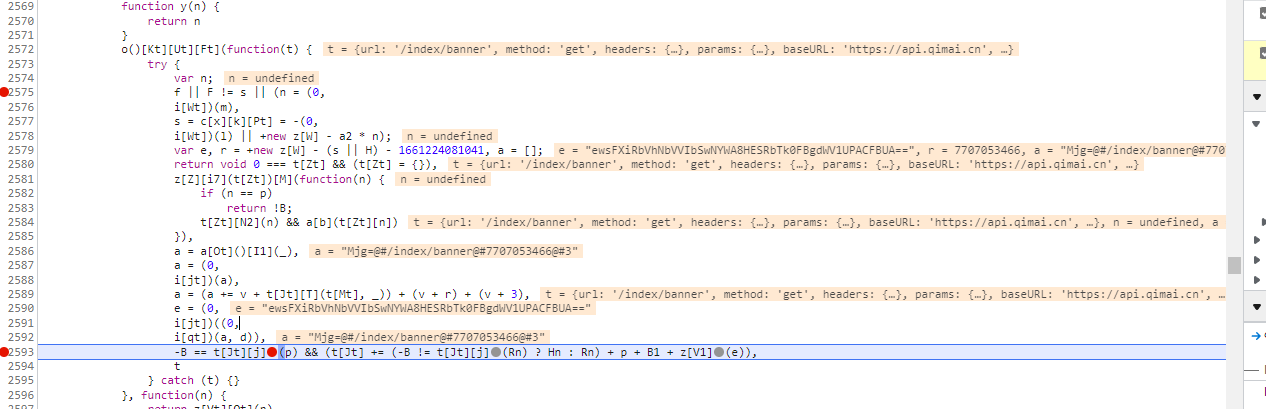 2569 function y(n) {
2570 return n
2571 }
2572 o()[Kt][Ut][Ft](function(t) { t = {url: '/index/banner', method: 'get', headers: {…}, params: {…}, baseURL: 'https://api.qimai.cn', …}
2573 try {
2574 var n; n = undefined
2575 f || F !== s || (n = (0,
2576 i[Wt])(m),
2577 s = c[x][k][Pt] = -(0,
2578 i[Wt])(l) || +new z[W] - a2 * n); n = undefined
2579 var e, r = +new z[W] - (s || H) - 1661224081041, a = []; e = "ewsFXiRbVhNbVVIbSwNYWA8HESRbTk0FBgdWV1UPACFBUA==", r = 7707053466, a = "Mjg=@#/index/banner@#770
2580 return void 0 === t[Zt] && (t[Zt] = {}), t = {url: '/index/banner', method: 'get', headers: {…}, params: {…}, baseURL: 'https://api.qimai.cn', …}
2581 z[Z][i7](t[Zt])[M](function(n) { n = undefined
2582 if (n == p)
2583 return !B;
2584 t[Zt][N2](n) && a[b](t[Zt][n]) t = {url: '/index/banner', method: 'get', headers: {…}, params: {…}, baseURL: 'https://api.qimai.cn', …}, n = undefined, a
2585 }),
2586 a = a[Ot]()[I1](_), a = "Mjg=@#/index/banner@#7707053466@#3"
2587 a = (0,
2588 i[jt])(a),
2589 a = (a += v + t[Jt][T](t[Mt], _)) + (v + r) + (v + 3), t = {url: '/index/banner', method: 'get', headers: {…}, params: {…}, baseURL: 'https://api.qimai.cn', …
2590 e = (0, e = "ewsFXiRbVhNbVVIbSwNYWA8HESRbTk0FBgdWV1UPACFBUA=="
2591 i[jt])((0,
2592 i[qt])(a, d)), a = "Mjg=@#/index/banner@#7707053466@#3"
2593 -B == t[Jt][j](p) && (t[Jt] += (-B != t[Jt][j](Rn) ? Hn : Rn) + p + B1 + z[V1](e)),
2594 t
2595 } catch (t) {}
2596 }, function(n) {